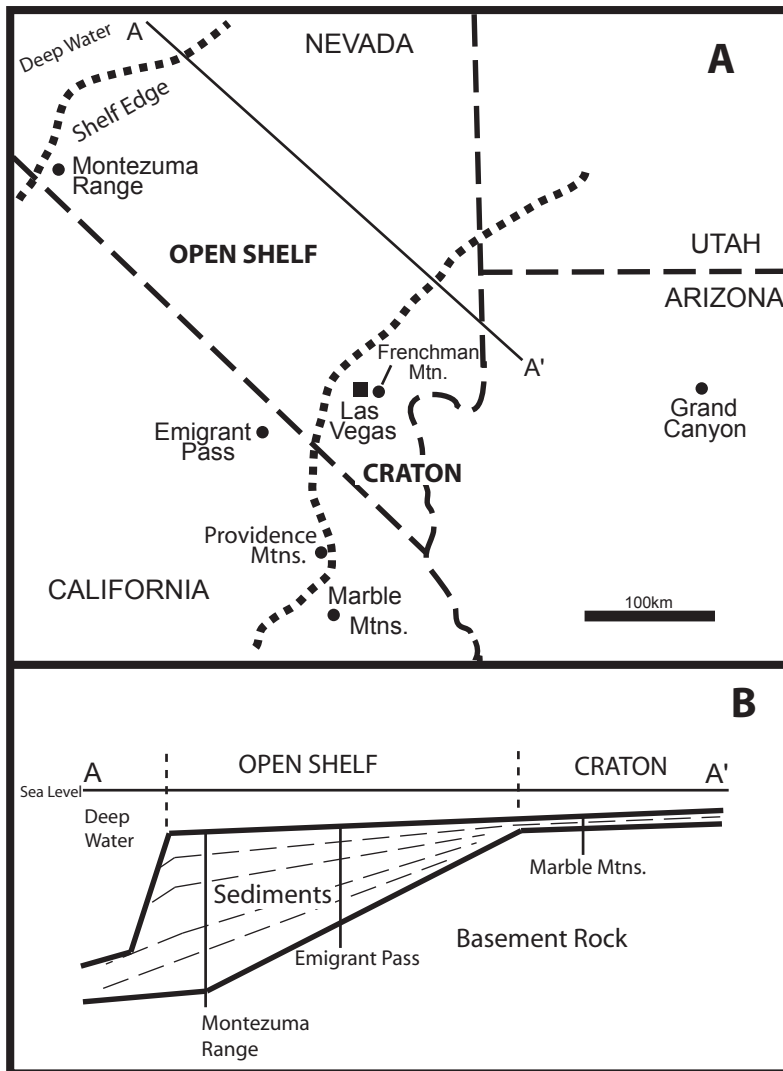 A
NEVADA
A
Deep Water
Shelf Edge
Montezuma
Range
OPEN SHELF
UTAH
ARIZONA
Frenchman
Mtn.
A'
Las
Vegas
Grand
Canyon
Emigrant
Pass
CRATON
Providence
Mtns.
CALIFORNIA
Marble
Mtns.
100km
B
A
OPEN SHELF
CRATON
A'
Sea Level
Deep
Water
Sediments
Marble Mtns.
Basement Rock
Emigrant Pass
Montezuma
Range